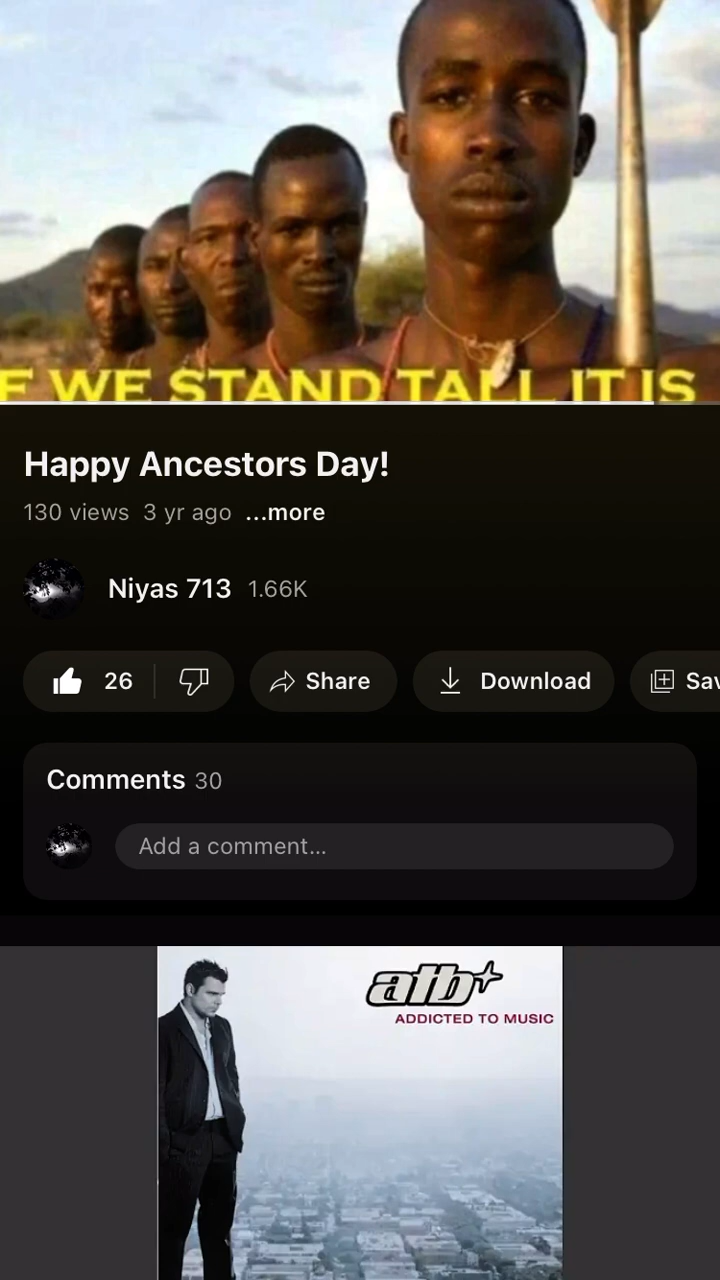 F WE STAND TALL IT IS
Happy Ancestors Day!
130 views 3 yr ago ...more
Niyas 713 1.66K
26 Share Download Sav
Comments 30
Add a comment...
atb
ADDICTED TO MUSIC